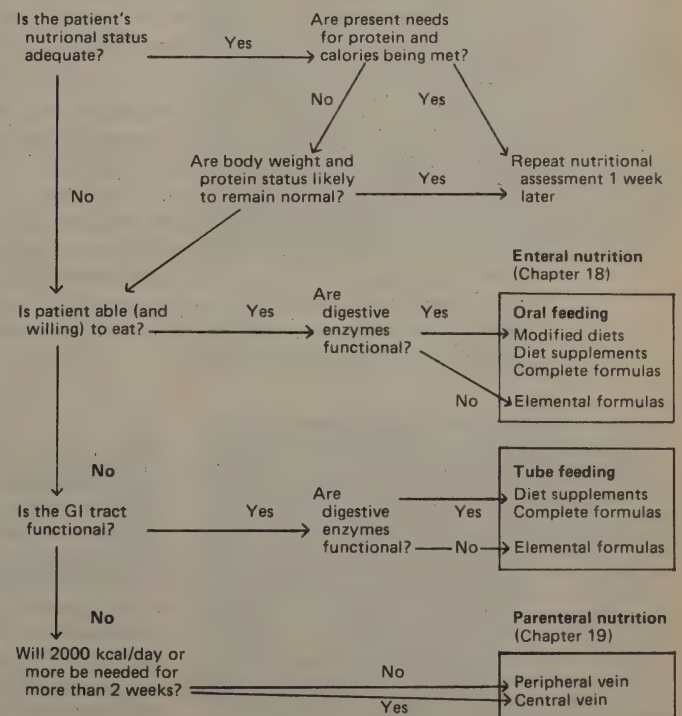 Is the patient's
nutrional status
adequate?
Yes
Are present needs
for protein and
calories being met?
No
Yes
No
Are body weight and
protein status likely
to remain normal?
Yes
Repeat nutritional
assessment 1 week
later
Enteral nutrition
(Chapter 18)
Is patient able (and
willing) to eat?
Yes
Are
digestive
enzymes
functional?
Yes
No
Oral feeding
Modified diets
Diet supplements
Complete formulas
Elemental formulas
No
Is the GI tract
functional?
Yes
Are
digestive
enzymes
functional?
Yes
No
Tube feeding
Diet supplements
Complete formulas
Elemental formulas
No
Will 2000 kcal/day or
more be needed for
more than 2 weeks?
No
Yes
Parenteral nutrition
(Chapter 19)
Peripheral vein
Central vein